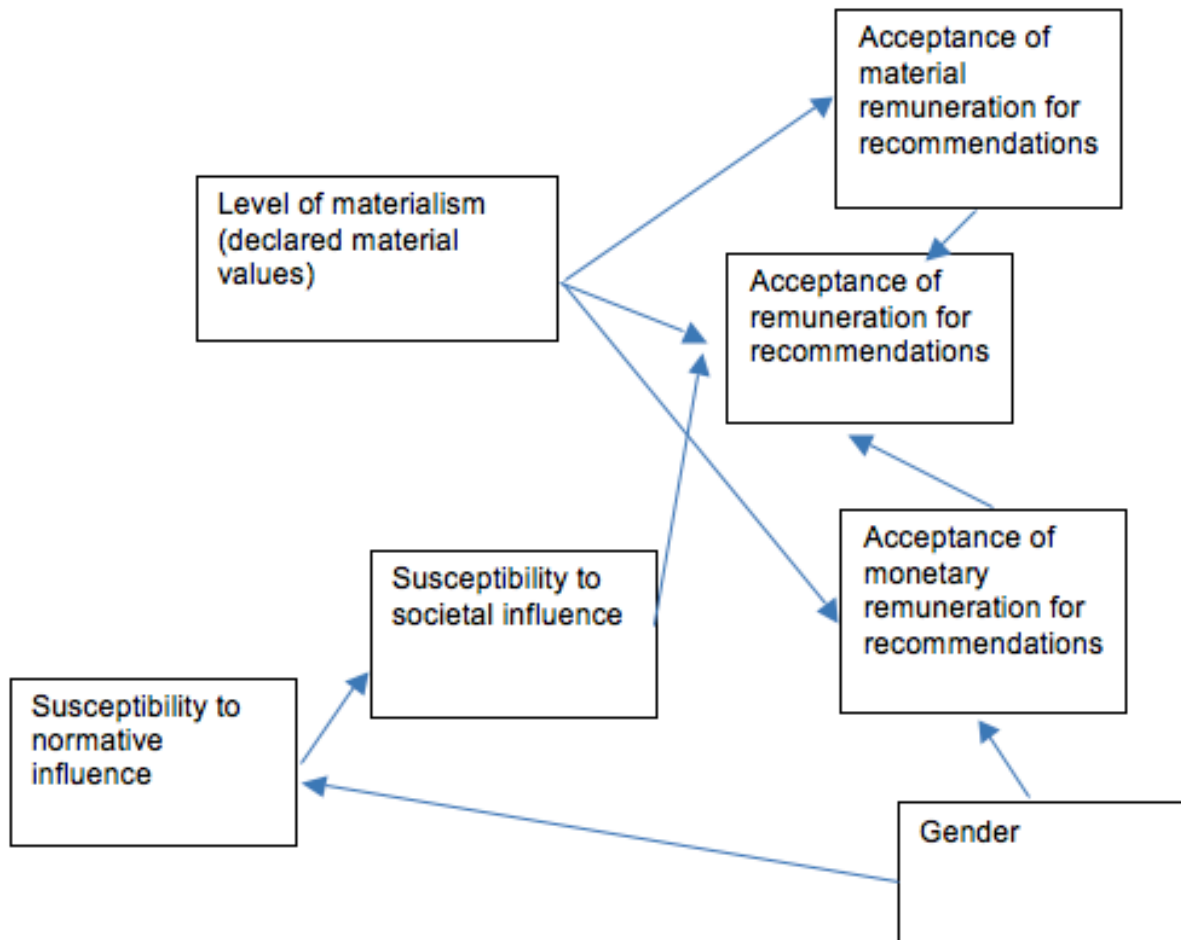 Acceptance of
material
remuneration for
recommendations
Level of materialism
(declared material
values)
Acceptance of
remuneration for
recommendations
Acceptance of
monetary
remuneration for
recommendations
Susceptibility to
societal influence
Susceptibility to
normative
influence
Gender